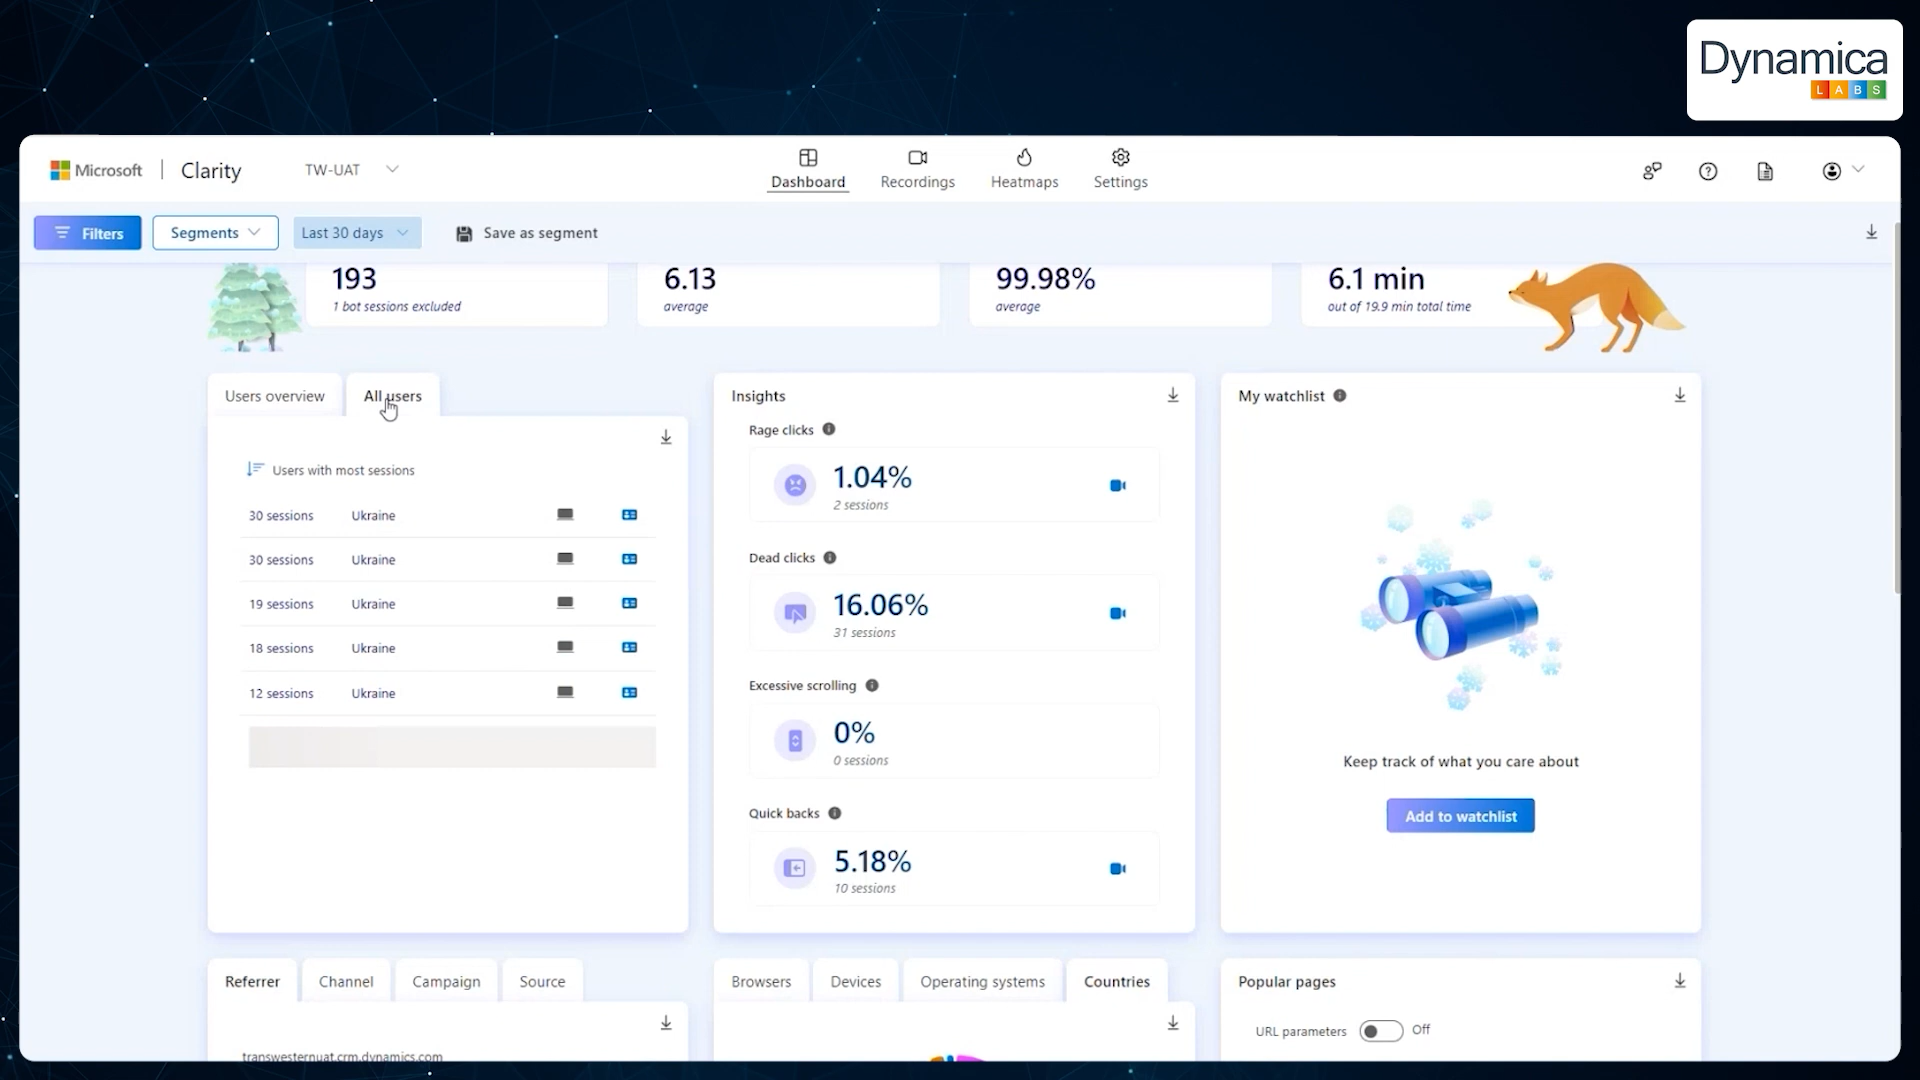 Dynamica
LABS
Microsoft | Clarity
TW-UAT
Dashboard
Recordings
Heatmaps
Settings
Filters
Segments
Last 30 days
Save as segment
193
1 bot sessions excluded
6.13
average
99.98%
average
6.1 min
out of 19.9 min total time
Users overview
All users
Users with most sessions
30 sessions Ukraine
30 sessions Ukraine
19 sessions Ukraine
18 sessions Ukraine
12 sessions Ukraine
Insights
Rage clicks
1.04%
2 sessions
Dead clicks
16.06%
31 sessions
Excessive scrolling
0%
0 sessions
Quick backs
5.18%
10 sessions
My watchlist
Keep track of what you care about
Add to watchlist
Referrer
Channel
Campaign
Source
transwesternuat.crm.dynamics.com
Browsers
Devices
Operating systems
Countries
Popular pages
URL parameters Off